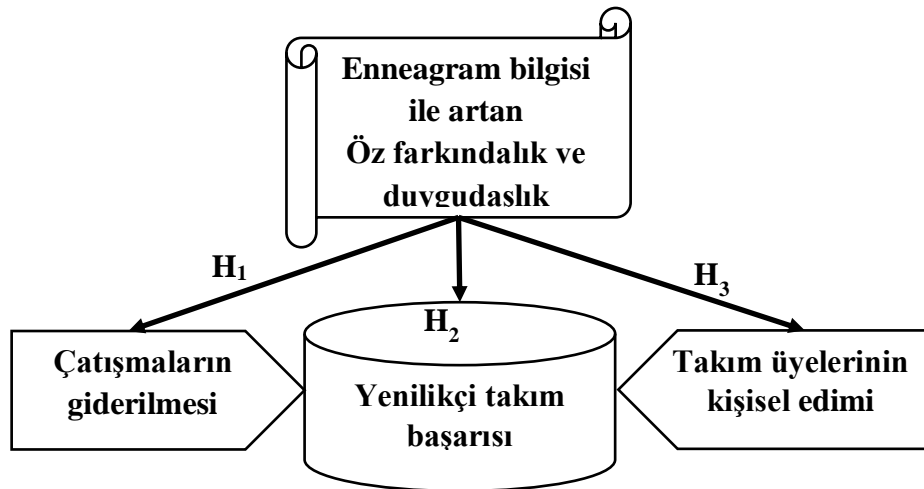 Enneagram bilgisi
ile artan
Öz farkındalık ve
duygudaşlık
H₁
H₃
H₂
Çatışmaların
giderilmesi
Yenilikçi takım
başarısı
Takım üyelerinin
kişisel edimi